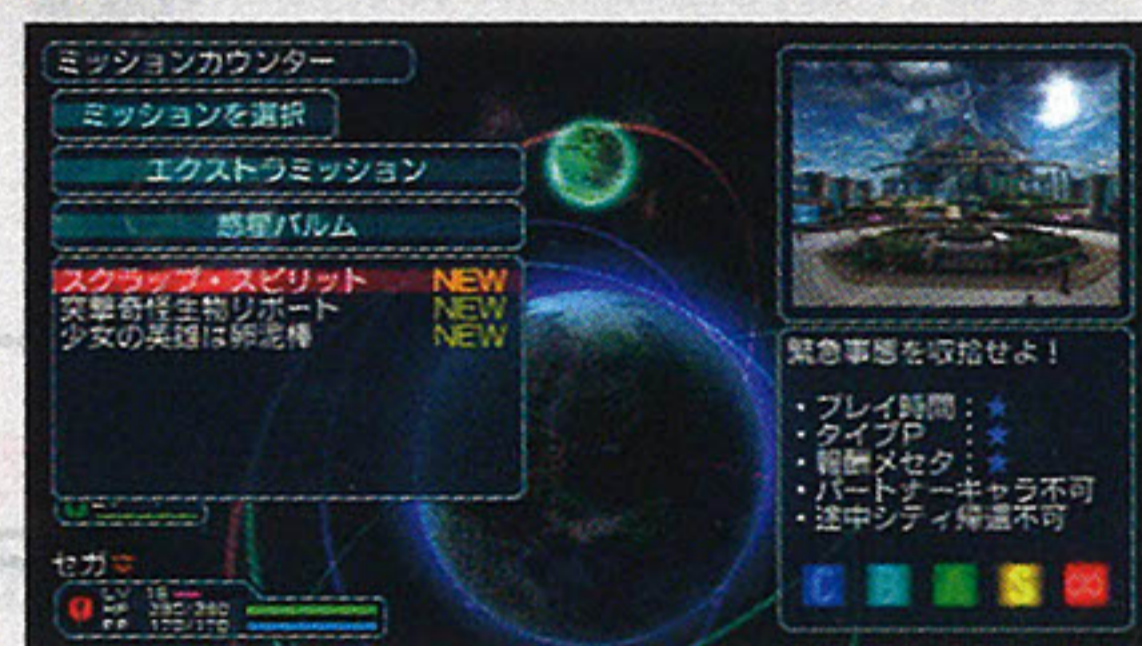 ミッションカウンター
ミッションを選択
エクストラミッション
惑星パルム
スクラップ・スピリット NEW
突撃奇怪生物リポート NEW
少女の英雄は卵泥棒 NEW
セガ
LV 18
HP 280/280
PP 170/170
緊急事態を収拾せよ!
・プレイ時間:★
・タイプP:★
・報酬メセタ:★
・パートナーキャラ不可
・途中シティ帰還不可
C B A S ∞